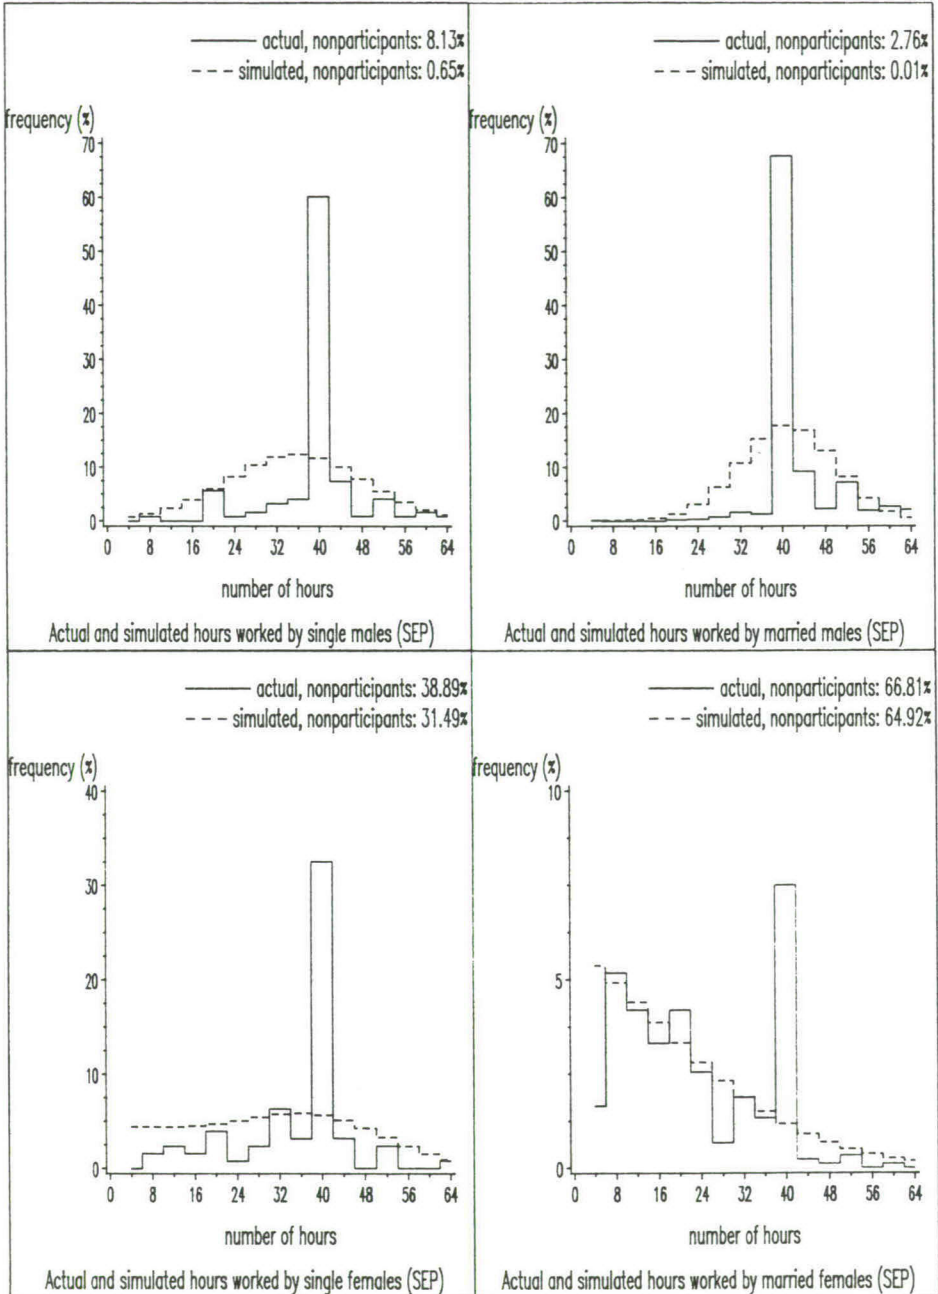 actual, nonparticipants: 8.13%
simulated, nonparticipants: 0.65%
frequency (%)
70
60
50
40
30
20
10
0
0 8 16 24 32 40 48 56 64
number of hours
Actual and simulated hours worked by single males (SEP)
actual, nonparticipants: 2.76%
simulated, nonparticipants: 0.01%
frequency (%)
70
60
50
40
30
20
10
0
0 8 16 24 32 40 48 56 64
number of hours
Actual and simulated hours worked by married males (SEP)
actual, nonparticipants: 38.89%
simulated, nonparticipants: 31.49%
frequency (%)
40
30
20
10
0
0 8 16 24 32 40 48 56 64
number of hours
Actual and simulated hours worked by single females (SEP)
actual, nonparticipants: 66.81%
simulated, nonparticipants: 64.92%
frequency (%)
10
5
0
0 8 16 24 32 40 48 56 64
number of hours
Actual and simulated hours worked by married females (SEP)